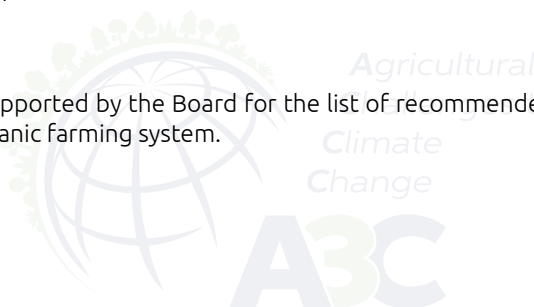 Agricultural
pported by the Board for the list of recommende
anic farming system.
Climate
Change
A3C